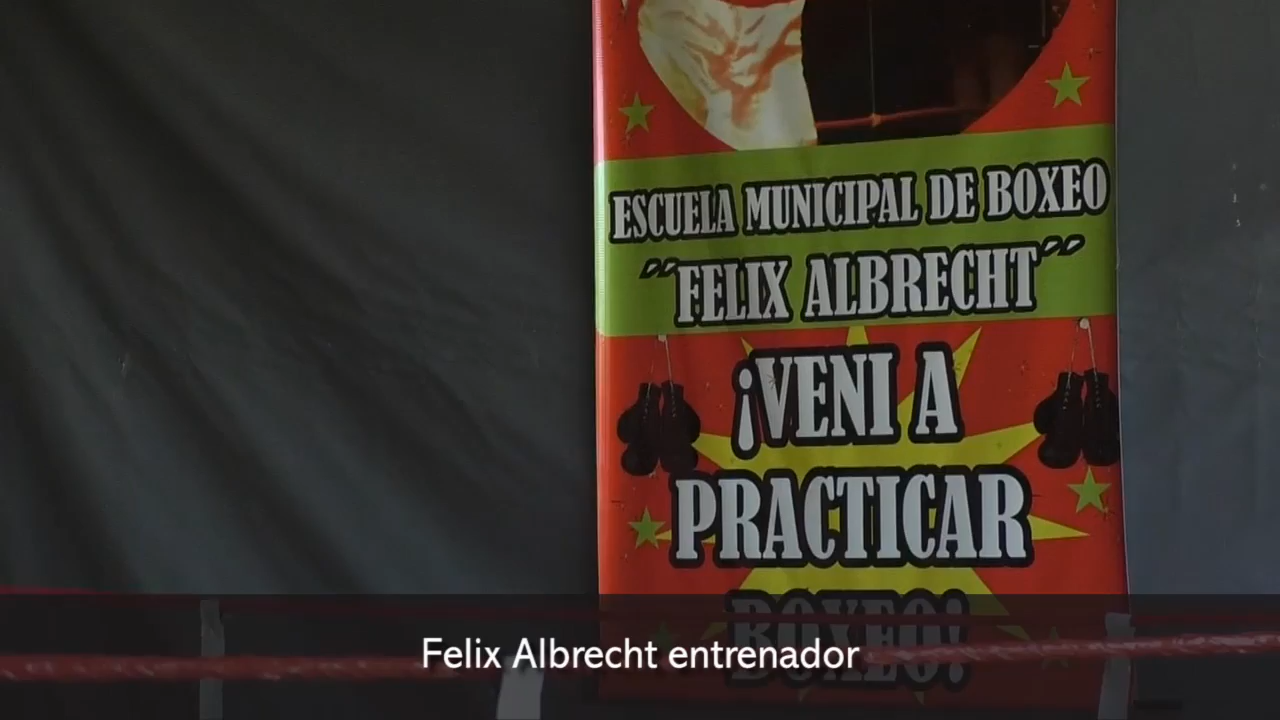 ESCUELA MUNICIPAL DE BOXEO
´´FELIX ALBRECHT´´
¡VENI A
PRACTICAR
BOXEO!
Felix Albrecht entrenador